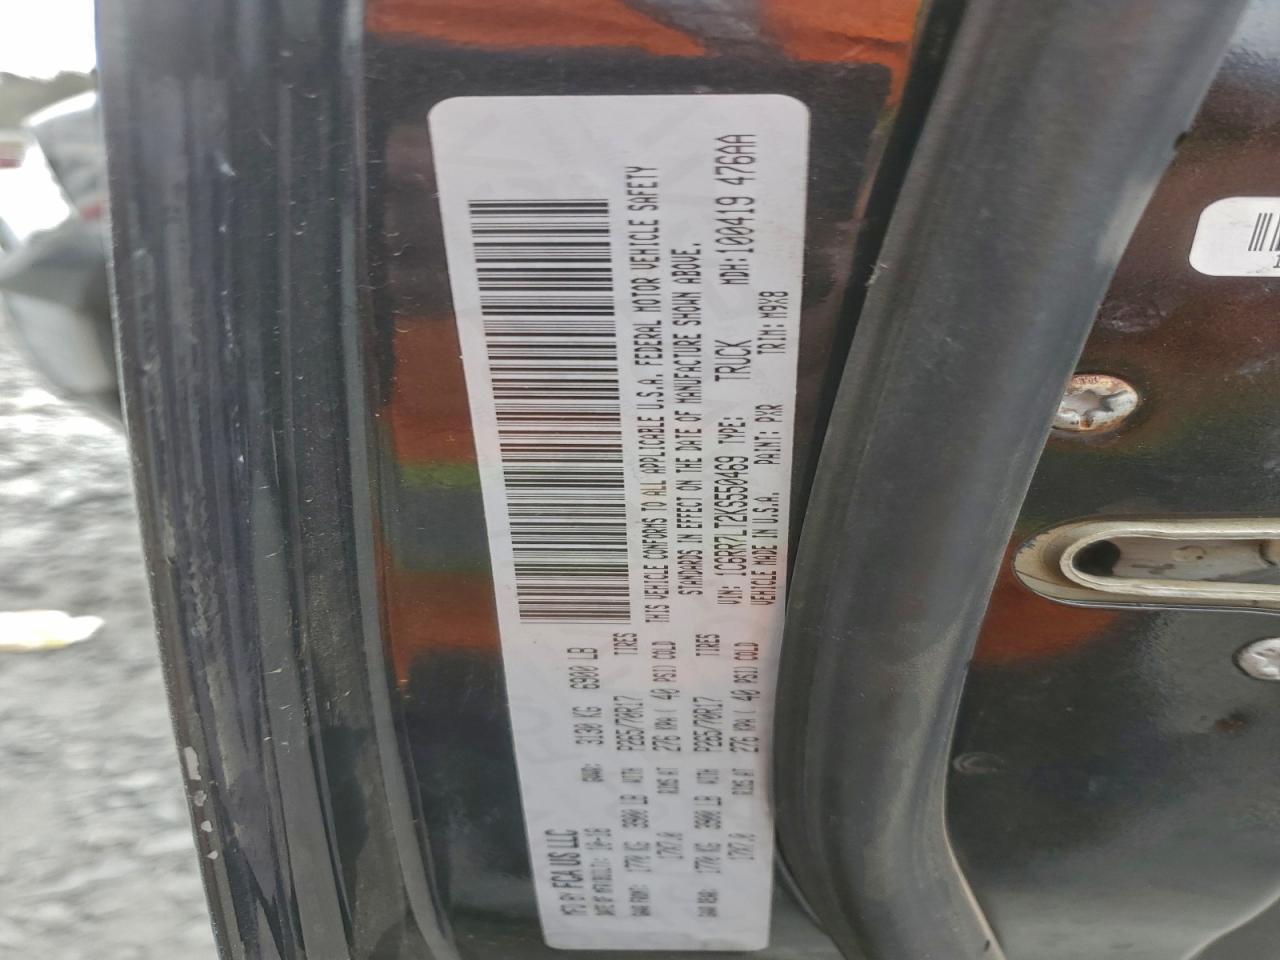 MFD BY FCA US LLC
DATE OF MFR(BUILD): 10-18 GVWR: 3130 KG 6900 LB
GAWR FRONT: 1770 KG 3900 LB WITH P265/70R17 TIRES
17X7.0 RIMS AT 276 KPA ( 40 PSI) COLD
GAWR REAR: 1770 KG 3900 LB WITH P265/70R17 TIRES
17X7.0 RIMS AT 276 KPA ( 40 PSI) COLD
THIS VEHICLE CONFORMS TO ALL APPLICABLE U.S.A. FEDERAL MOTOR VEHICLE SAFETY
STANDARDS IN EFFECT ON THE DATE OF MANUFACTURE SHOWN ABOVE.
VIN: 1C6RR7LT2KS550469 TYPE: TRUCK MDH: 100419 476AA
VEHICLE MADE IN U.S.A. PAINT: PXR TRIM: M9X8